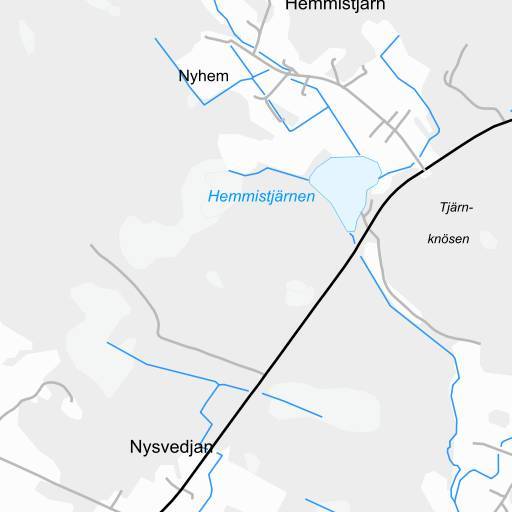 Hemmistjärn
Nyhem
Hemmistjärnen
Tjärn-
knösen
Nysvedjan